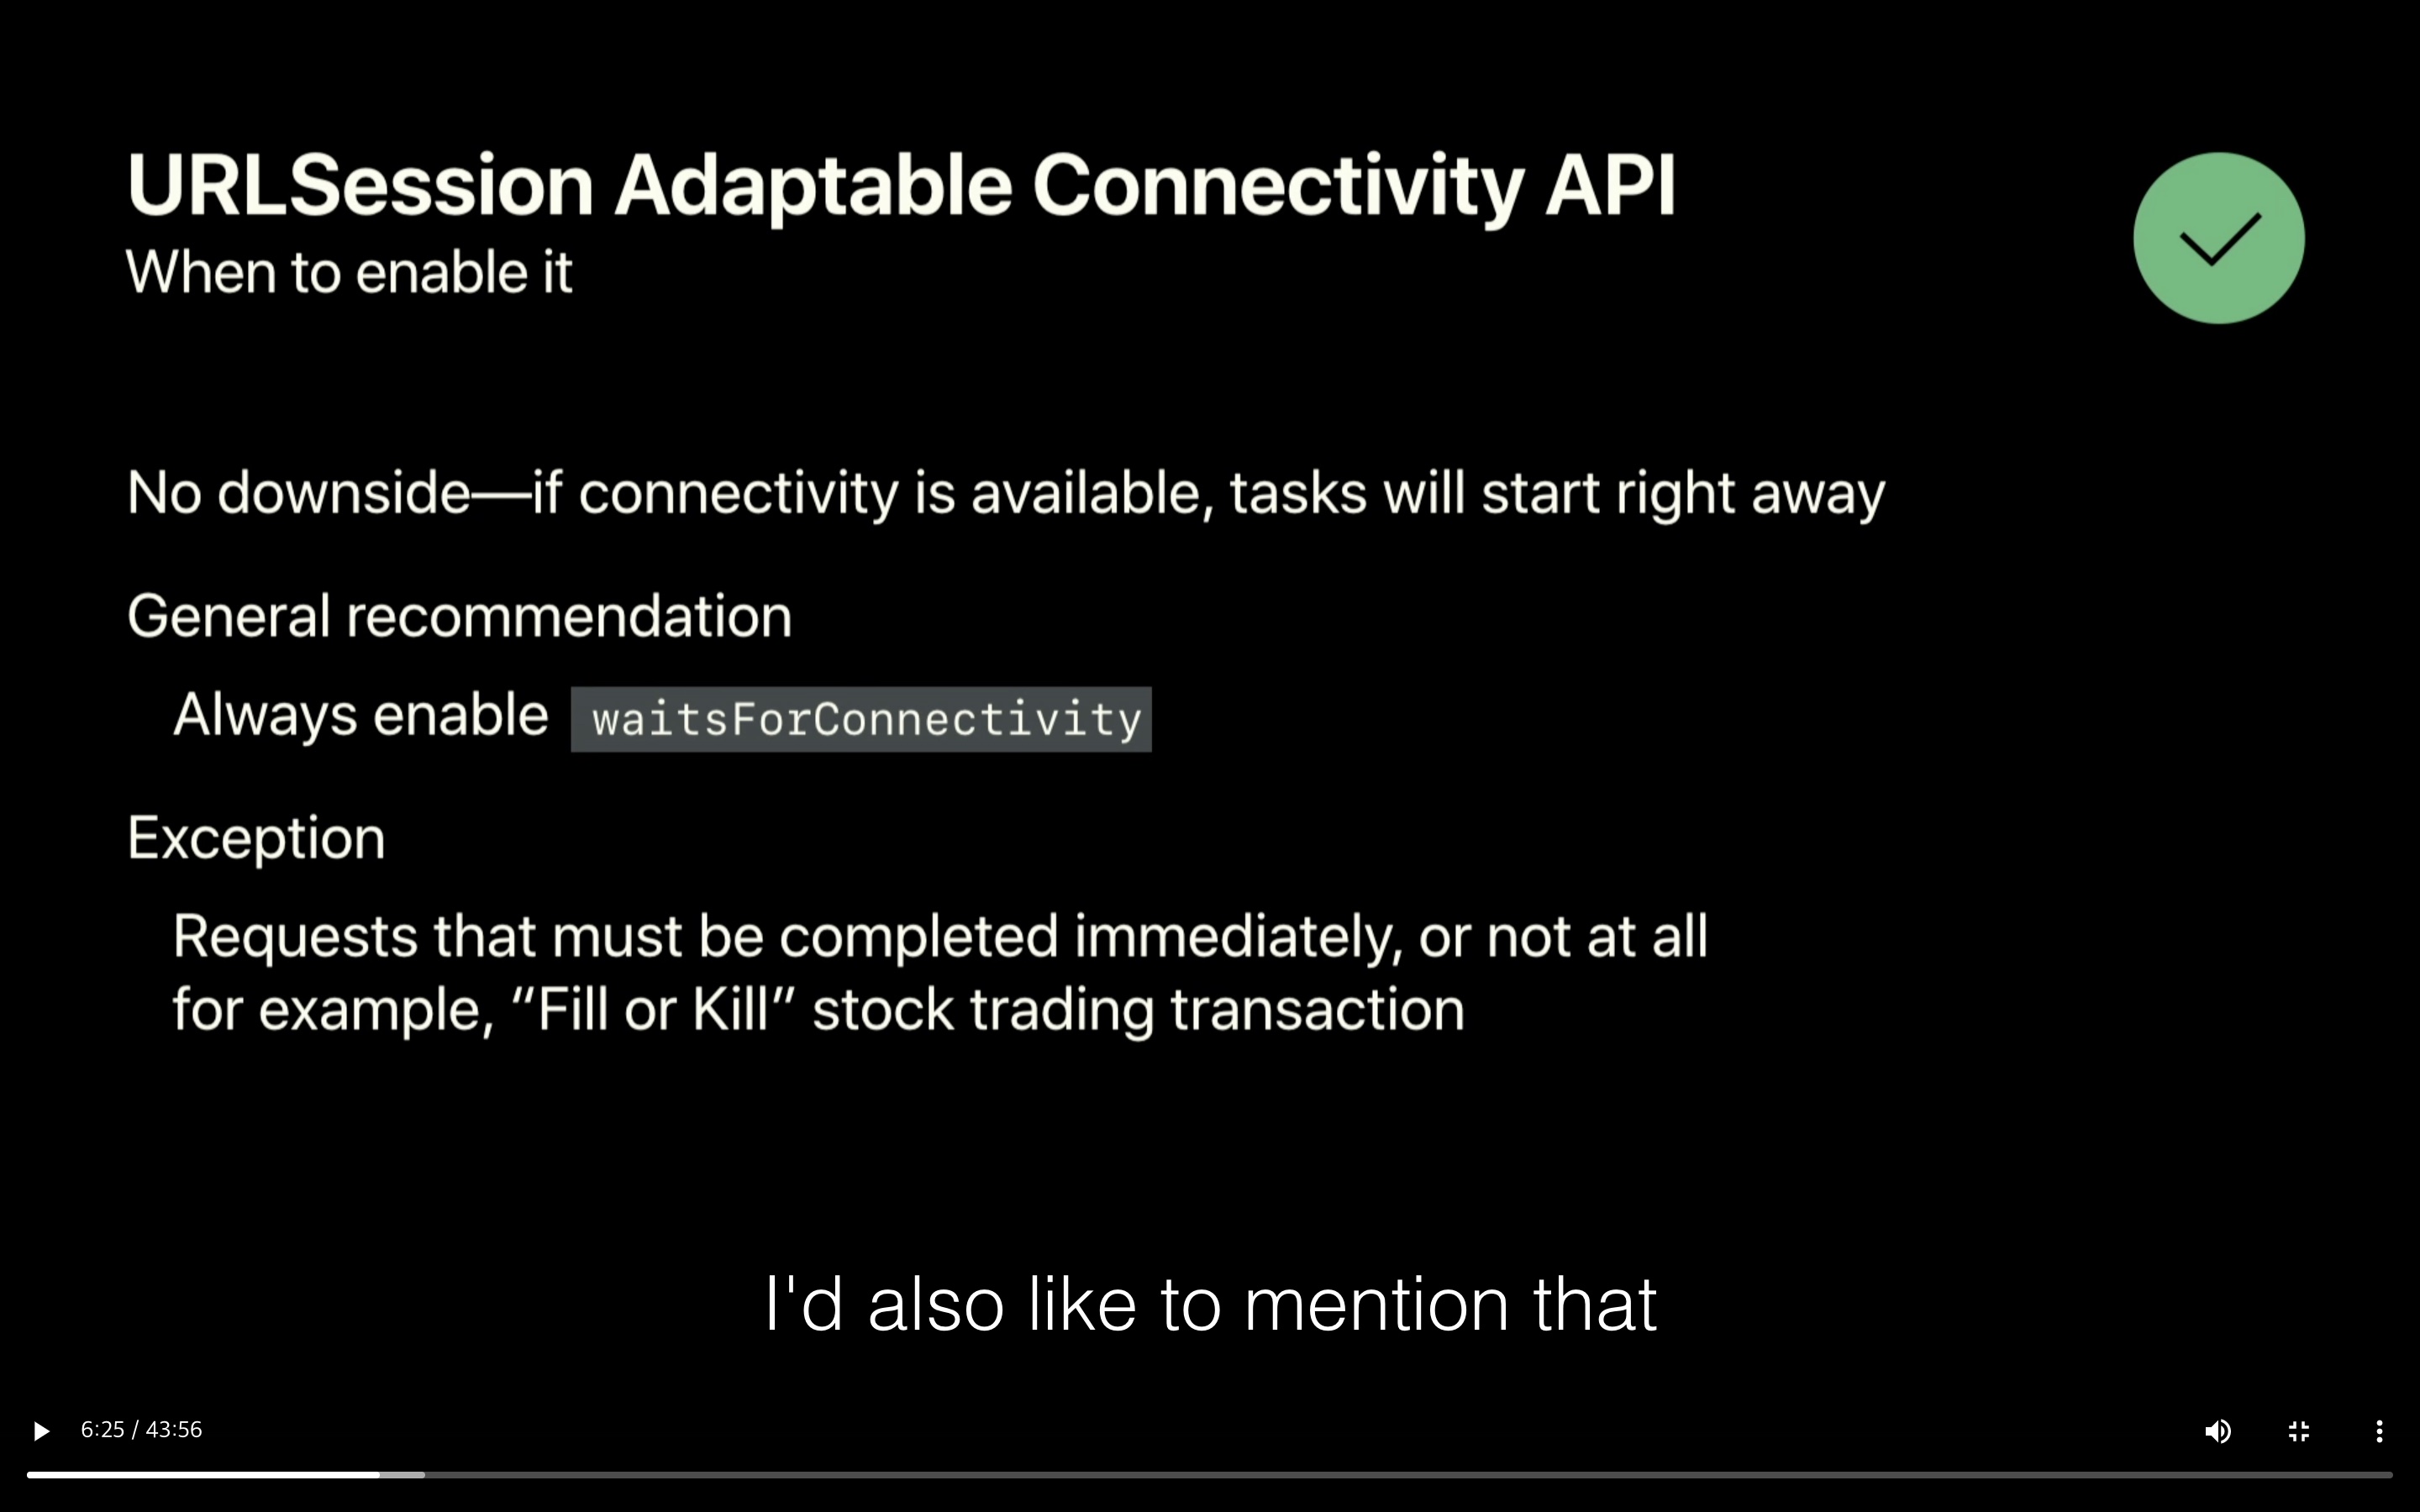 URLSession Adaptable Connectivity API
When to enable it
No downside—if connectivity is available, tasks will start right away
General recommendation
Always enable waitsForConnectivity
Exception
Requests that must be completed immediately, or not at all
for example, “Fill or Kill” stock trading transaction
I'd also like to mention that
6:25 / 43:56